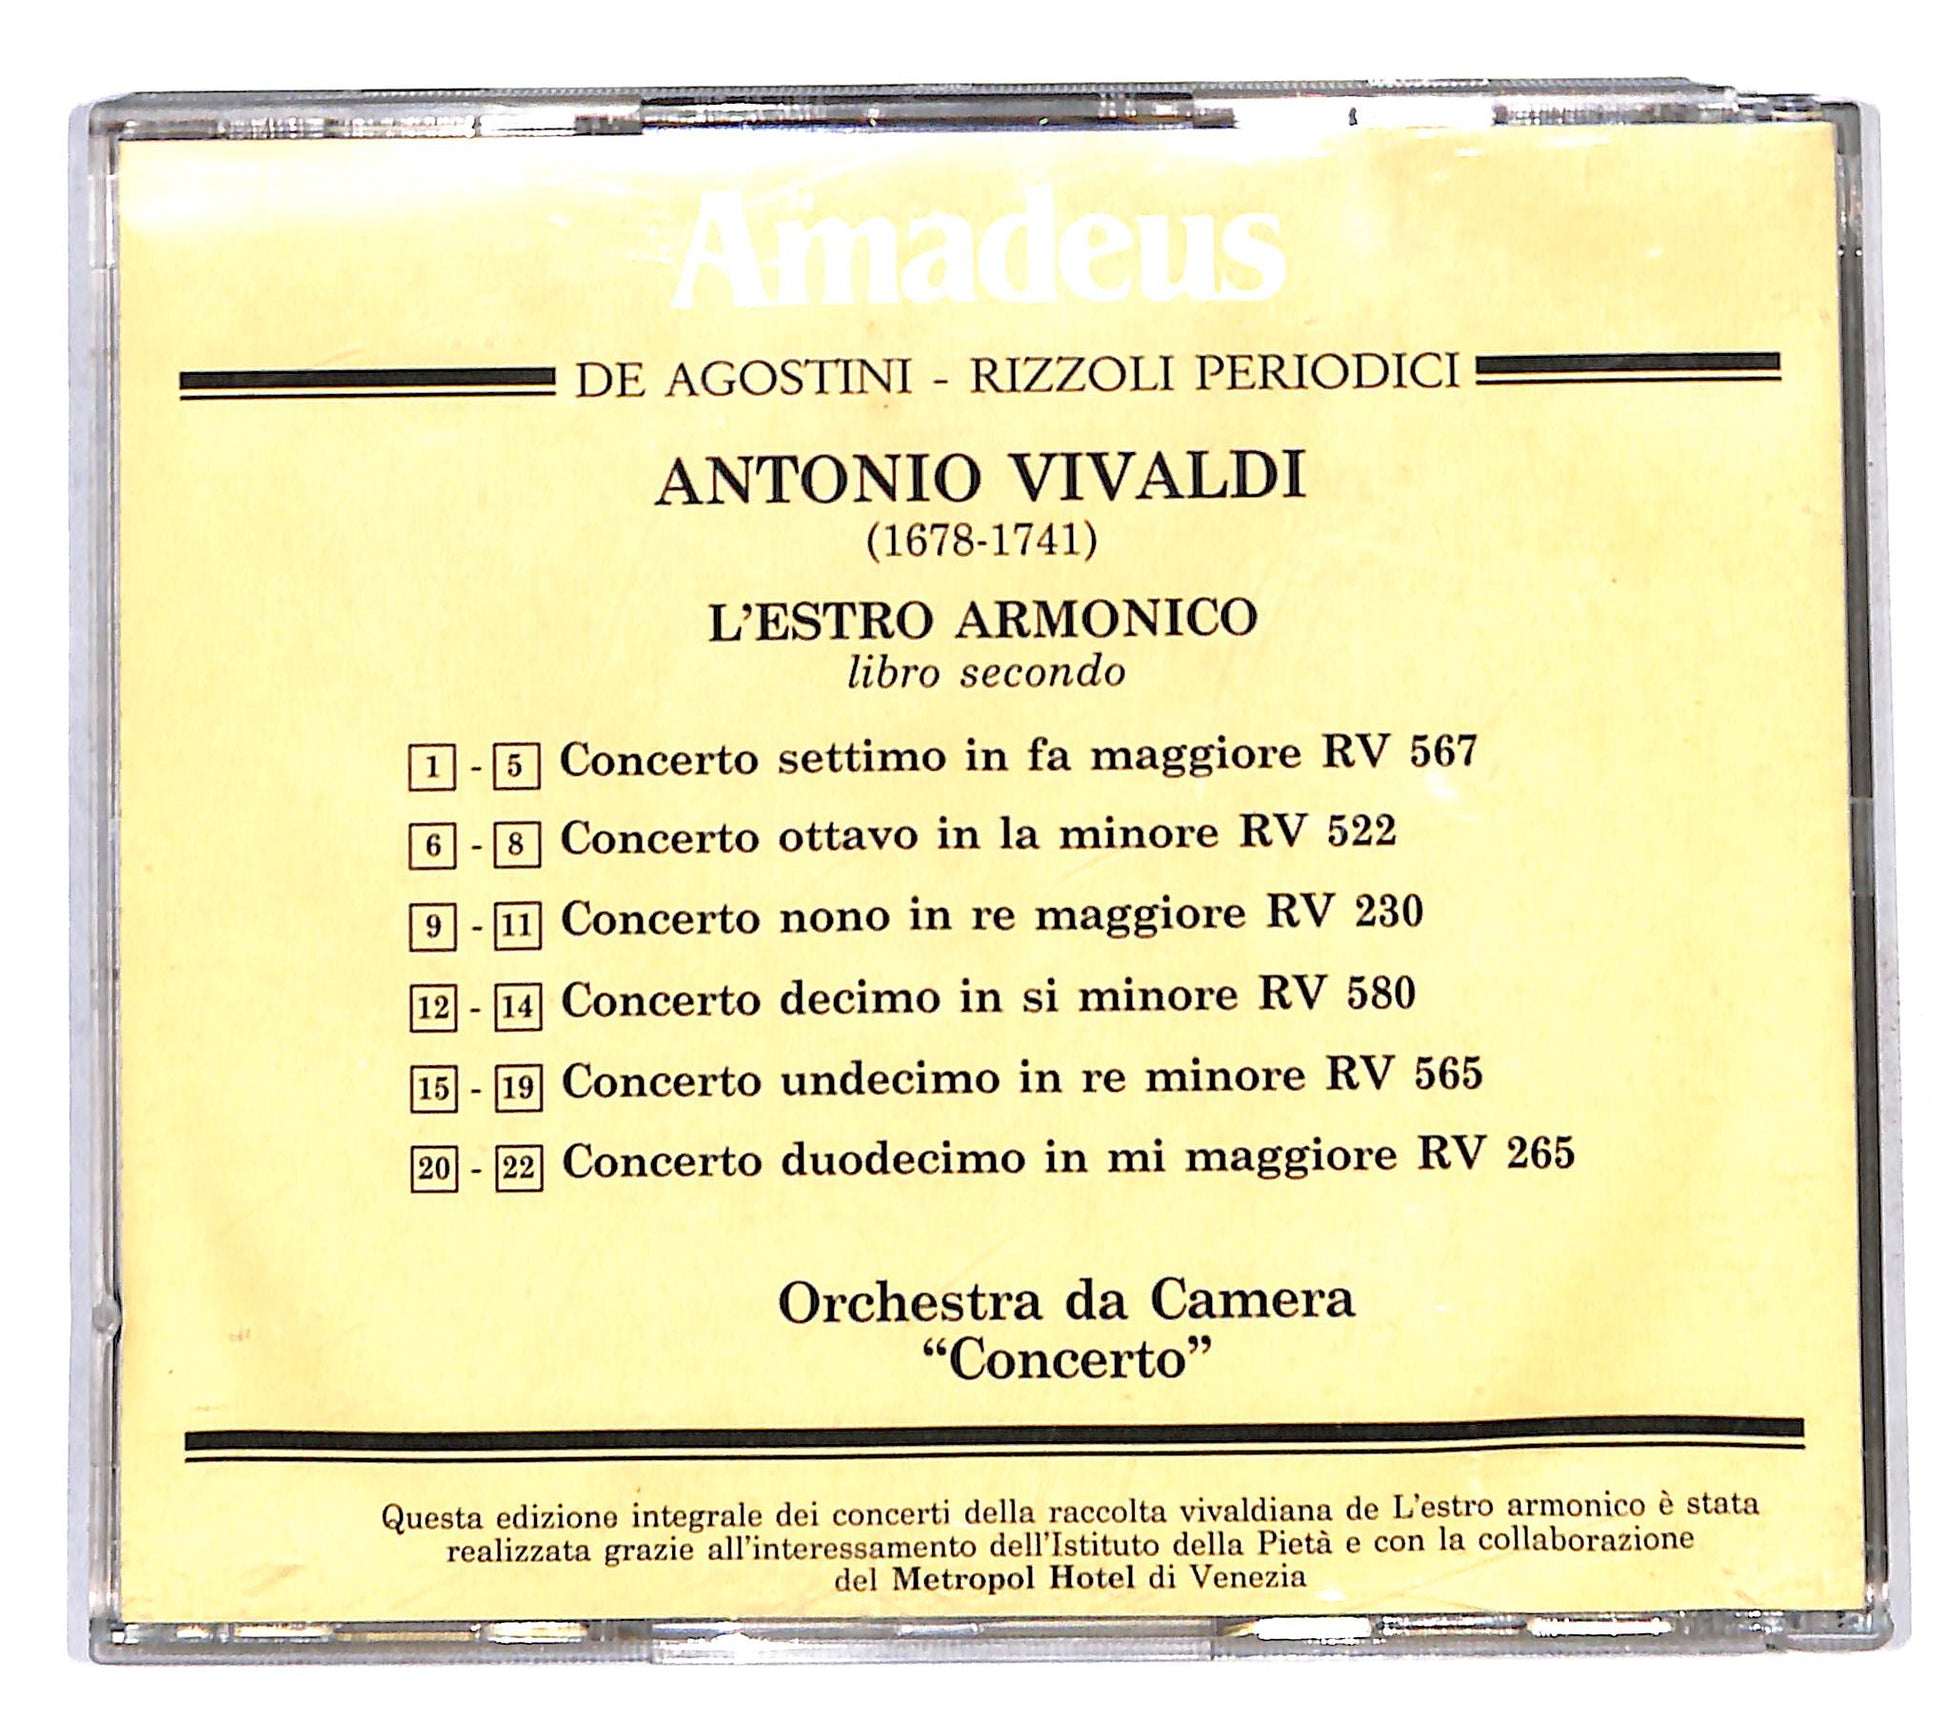 Amadeus
DE AGOSTINI - RIZZOLI PERIODICI
ANTONIO VIVALDI
(1678-1741)
L'ESTRO ARMONICO
libro secondo
1 - 5 Concerto settimo in fa maggiore RV 567
6 - 8 Concerto ottavo in la minore RV 522
9 - 11 Concerto nono in re maggiore RV 230
12 - 14 Concerto decimo in si minore RV 580
15 - 19 Concerto undecimo in re minore RV 565
20 - 22 Concerto duodecimo in mi maggiore RV 265
Orchestra da Camera
“Concerto”
Questa edizione integrale dei concerti della raccolta vivaldiana de L'estro armonico è stata
realizzata grazie all'interessamento dell'Istituto della Pietà e con la collaborazione
del Metropol Hotel di Venezia